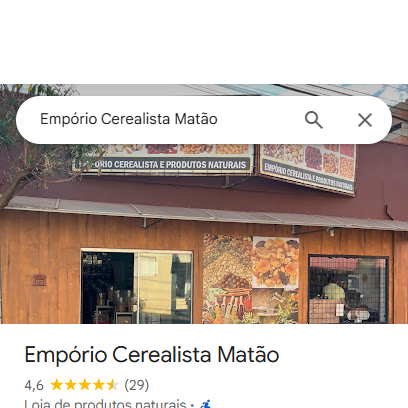 Empório Cerealista Matão
ÓRIO CEREALISTA E PRODUTOS NATURAIS
EMPÓRIO CEREALISTA E PRODUTOS NATURAIS
Empório Cerealista Matão
4,6 (29)
Loja de produtos naturais ·